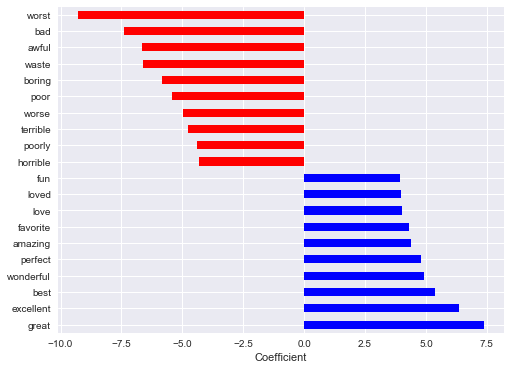 worst
bad
awful
waste
boring
poor
worse
terrible
poorly
horrible
fun
loved
love
favorite
amazing
perfect
wonderful
best
excellent
great
−10.0 −7.5 −5.0 −2.5 0.0 2.5 5.0 7.5
Coefficient